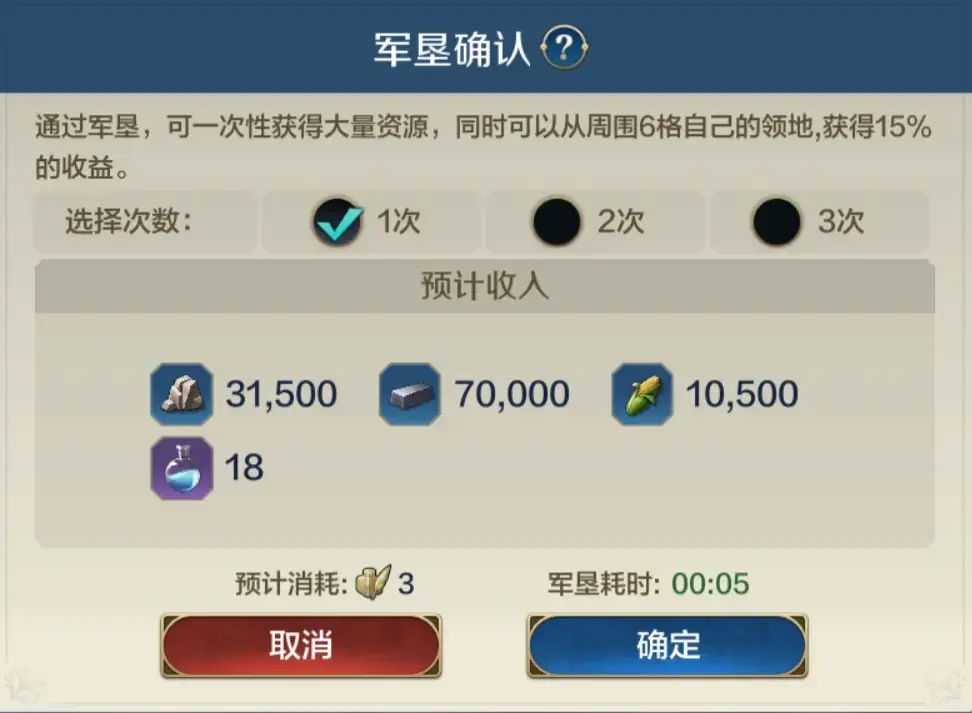 军垦确认 ?
通过军垦，可一次性获得大量资源，同时可以从周围6格自己的领地,获得15%
的收益。
选择次数: 1次 2次 3次
预计收入
31,500 70,000 10,500
18
预计消耗: 3 军垦耗时: 00:05
取消 确定